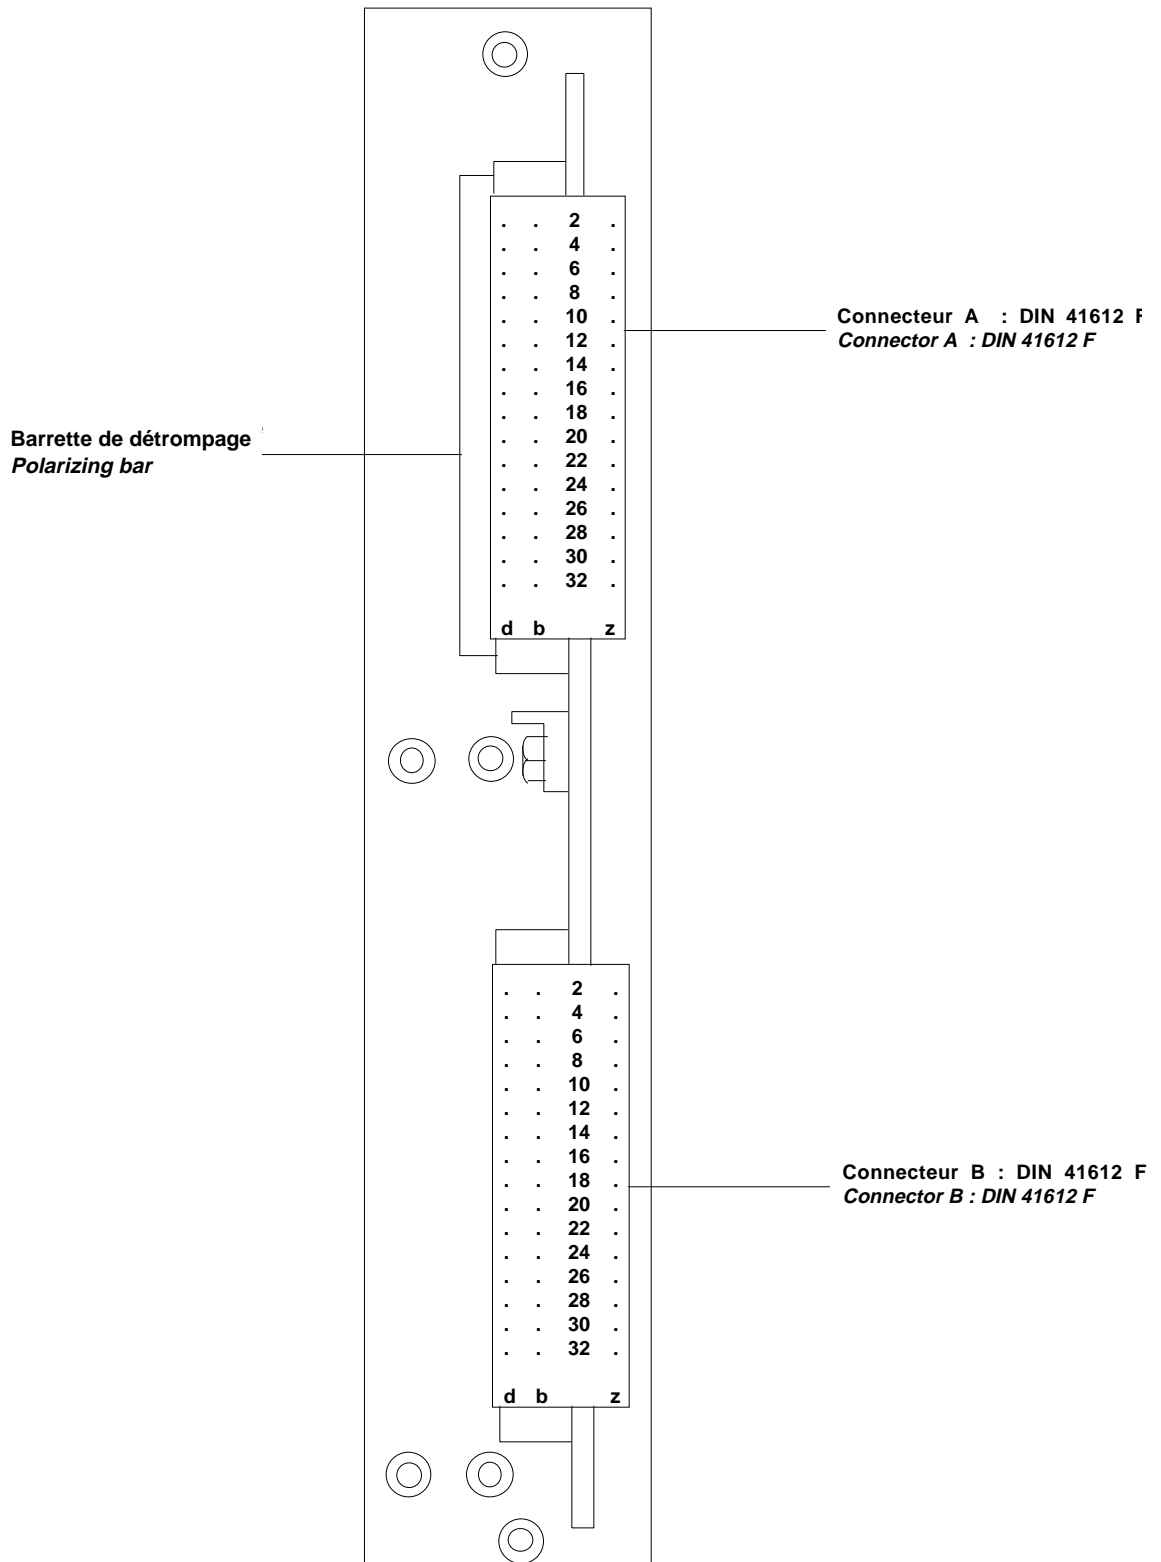 . . 2 .
. . 4 .
. . 6 .
. . 8 .
. . 10 .
. . 12 .
. . 14 .
. . 16 .
. . 18 .
. . 20 .
. . 22 .
. . 24 .
. . 26 .
. . 28 .
. . 30 .
. . 32 .
d b z
Connecteur A : DIN 41612 F
Connector A : DIN 41612 F
Barrette de détrompage
Polarizing bar
. . 2 .
. . 4 .
. . 6 .
. . 8 .
. . 10 .
. . 12 .
. . 14 .
. . 16 .
. . 18 .
. . 20 .
. . 22 .
. . 24 .
. . 26 .
. . 28 .
. . 30 .
. . 32 .
d b z
Connecteur B : DIN 41612 F
Connector B : DIN 41612 F